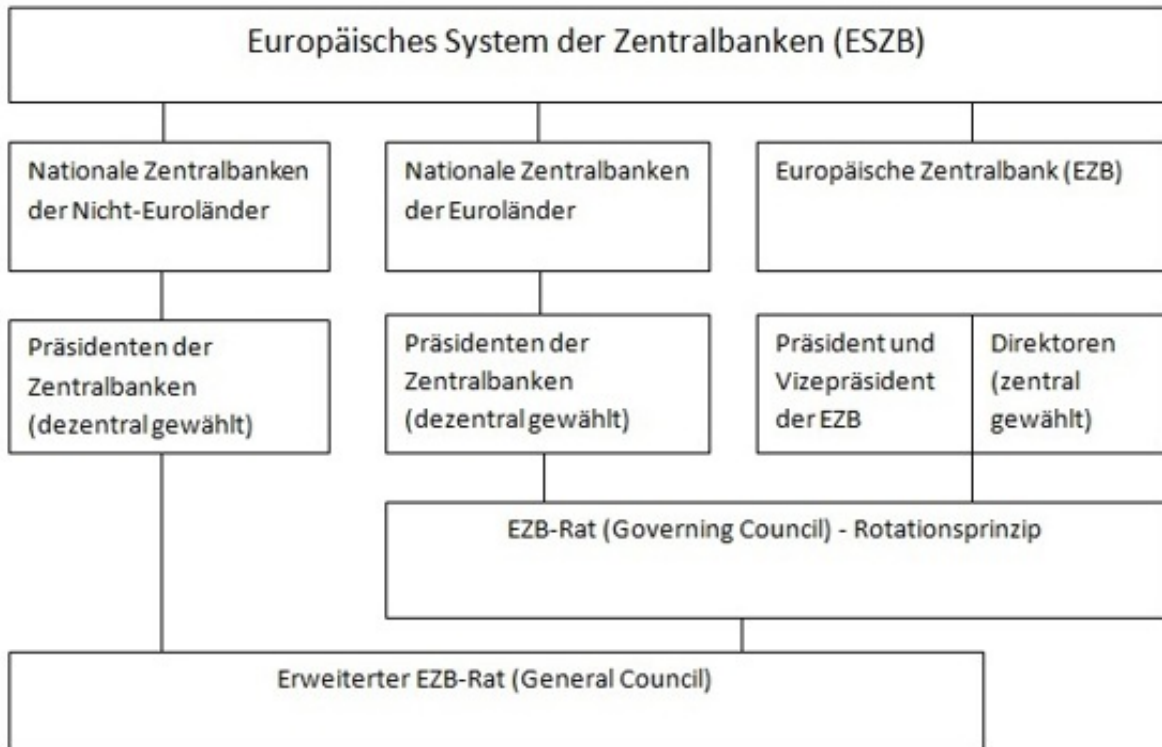 Europäisches System der Zentralbanken (ESZB)
Nationale Zentralbanken
der Nicht-Euroländer
Nationale Zentralbanken
der Euroländer
Europäische Zentralbank (EZB)
Präsidenten der
Zentralbanken
(dezentral gewählt)
Präsidenten der
Zentralbanken
(dezentral gewählt)
Präsident und
Vizepräsident
der EZB
Direktoren
(zentral
gewählt)
EZB-Rat (Governing Council) - Rotationsprinzip
Erweiterter EZB-Rat (General Council)